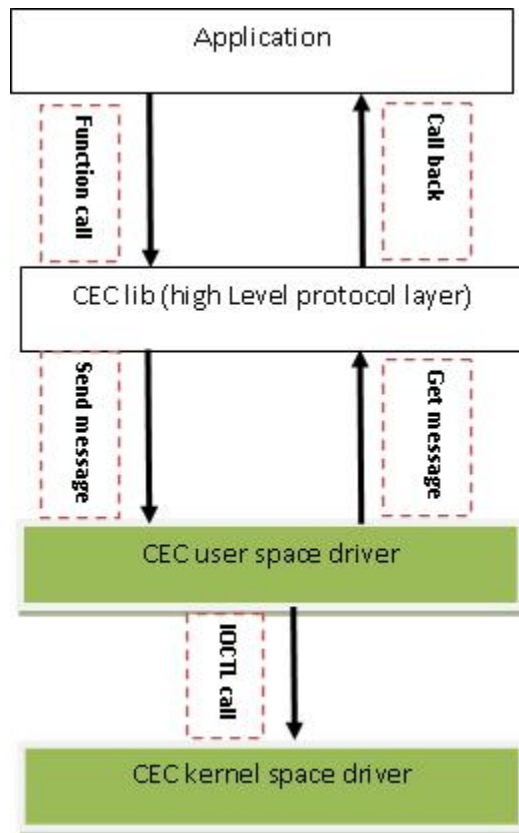 Application
Function call
Call back
CEC lib (high Level protocol layer)
Send message
Get message
CEC user space driver
IOCTL call
CEC kernel space driver